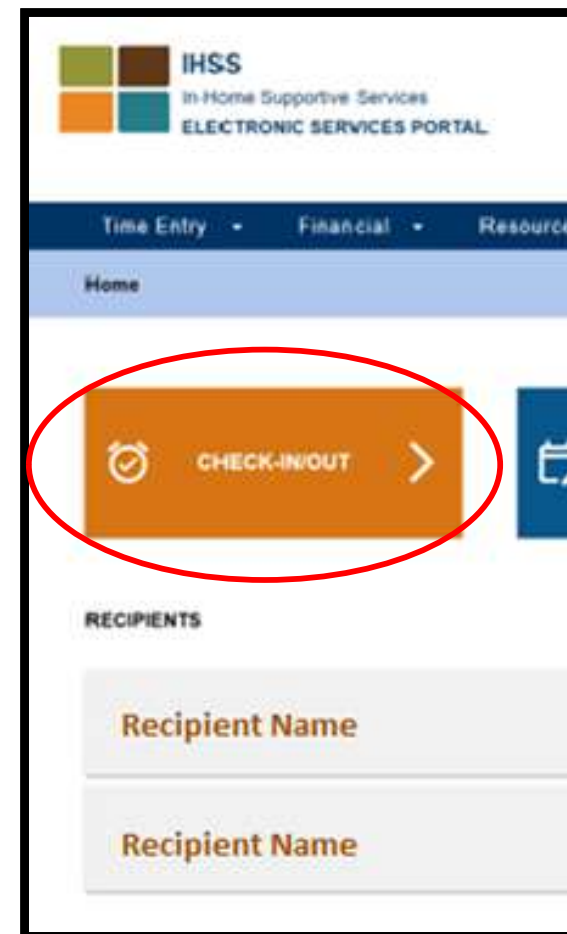 IHSS
In-Home Supportive Services
ELECTRONIC SERVICES PORTAL
Time Entry Financial Resource
Home
CHECK-IN/OUT
RECIPIENTS
Recipient Name
Recipient Name